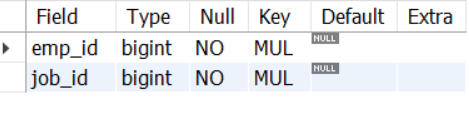 Field Type Null Key Default Extra
emp_id bigint NO MUL NULL
job_id bigint NO MUL NULL